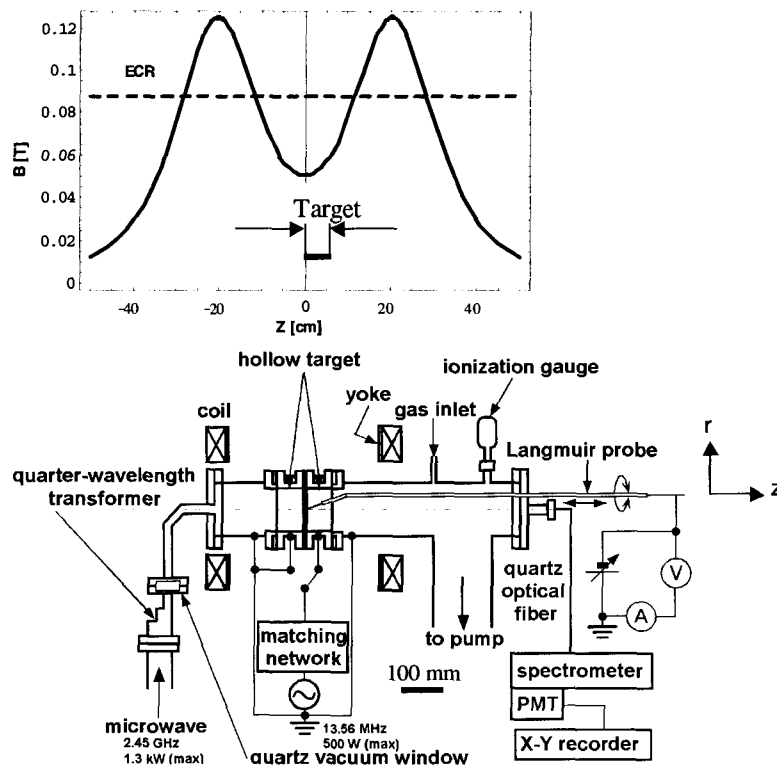 0.12
0.1
0.08
0.06
0.04
0.02
0
B [T]
ECR
Target
-40
-20
0
20
40
Z [cm]
hollow target
ionization gauge
yoke
gas inlet
coil
Langmuir probe
r
z
quarter-wavelength
transformer
quartz
optical
fiber
V
A
matching
network
to pump
100 mm
spectrometer
PMT
X-Y recorder
microwave
2.45 GHz
1.3 kW (max)
13.56 MHz
500 W (max)
quartz vacuum window